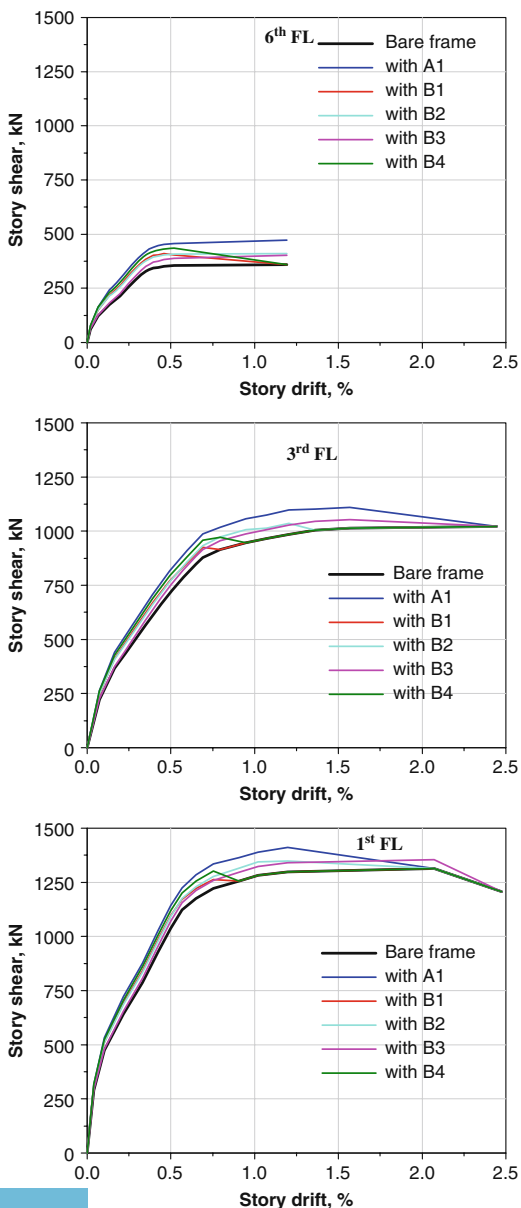 1500
6th FL
Bare frame
1250
with A1
with B1
1000
with B2
with B3
750
with B4
500
250
0
0.0 0.5 1.0 1.5 2.0 2.5
Story shear, kN
Story drift, %
1500
3rd FL
1250
1000
Bare frame
750
with A1
with B1
500
with B2
with B3
250
with B4
0
0.0 0.5 1.0 1.5 2.0 2.5
Story shear, kN
Story drift, %
1500
1st FL
1250
1000
Bare frame
with A1
750
with B1
with B2
500
with B3
with B4
250
0
0.0 0.5 1.0 1.5 2.0 2.5
Story shear, kN
Story drift, %